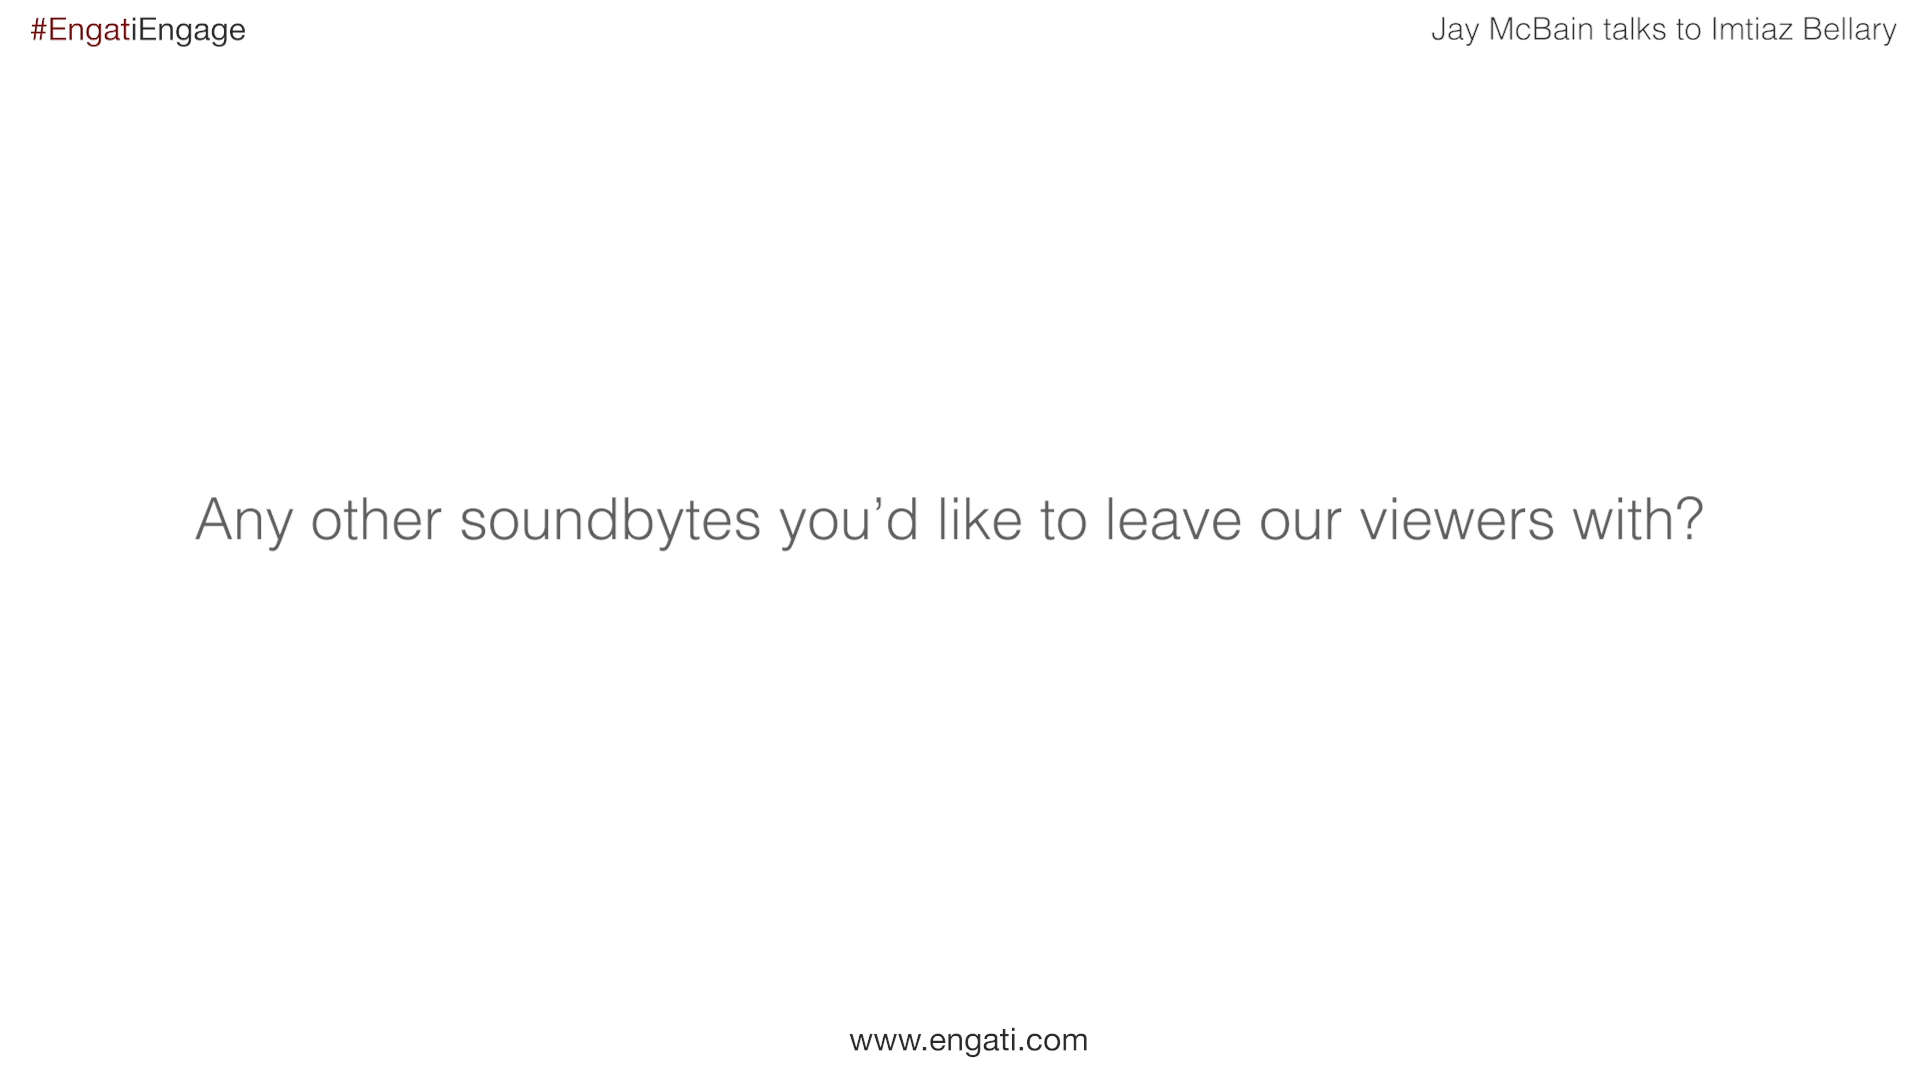 #EngatiEngage
Jay McBain talks to Imtiaz Bellary
Any other soundbytes you’d like to leave our viewers with?
www.engati.com